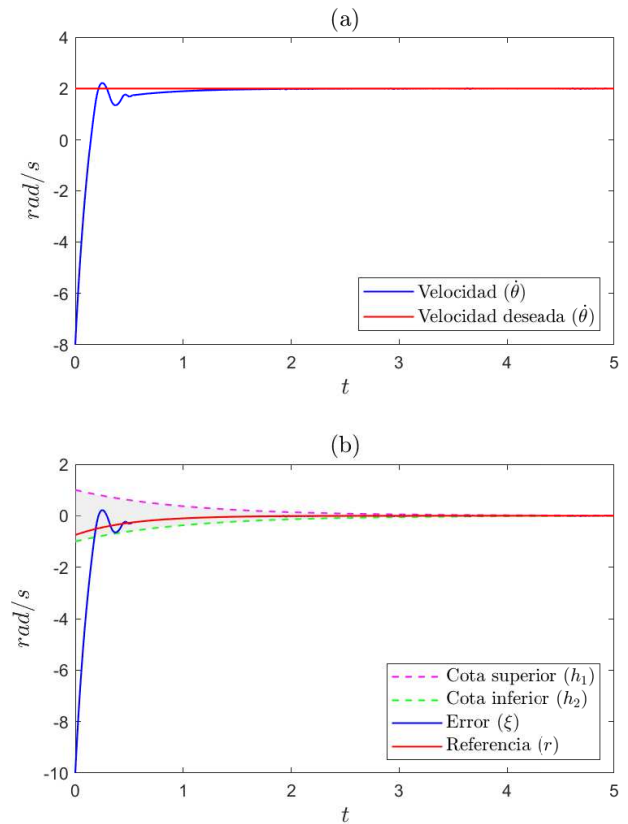 (a)
4
2
0
-2
-4
-6
-8
rad/s
Velocidad (θ̇)
Velocidad deseada (θ̇)
0 1 2 3 4 5
t
(b)
2
0
-2
-4
-6
-8
-10
rad/s
Cota superior (h₁)
Cota inferior (h₂)
Error (ξ)
Referencia (r)
0 1 2 3 4 5
t